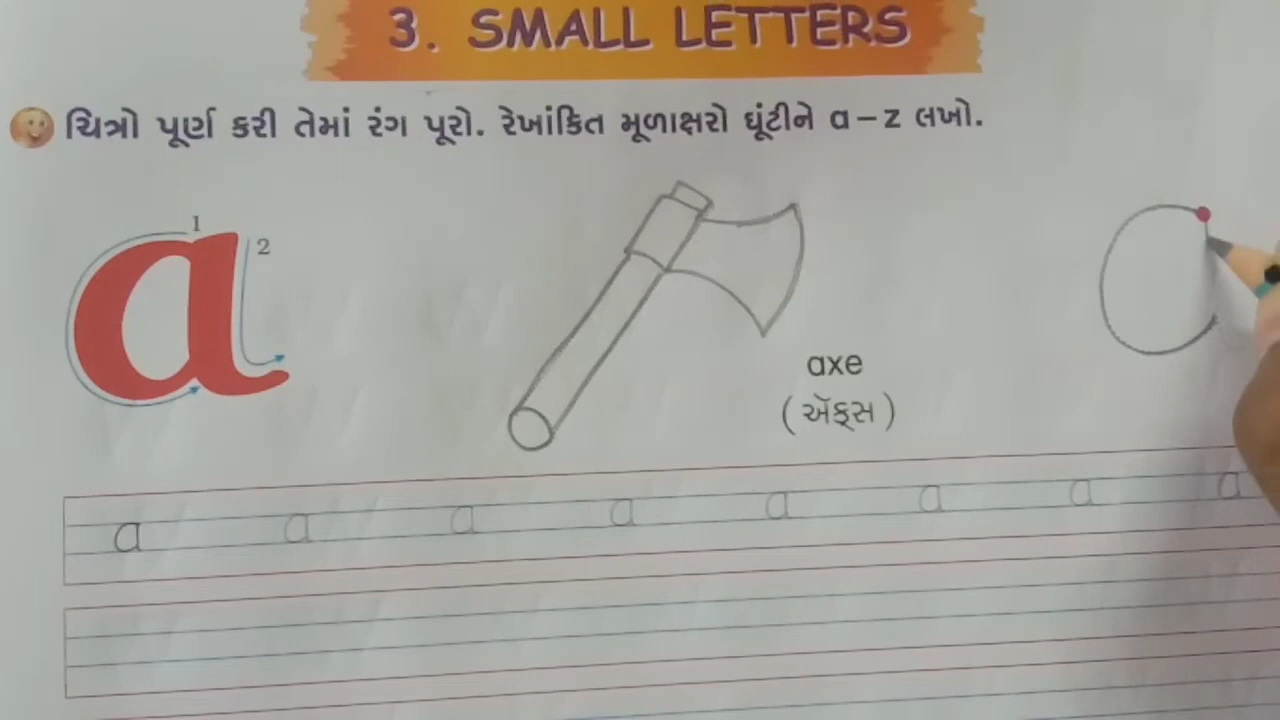 3. SMALL LETTERS
ચિત્રો પૂર્ણ કરી તેમાં રંગ પૂરો. રેખાંકિત મૂળાક્ષરો ઘૂંટીને a – z લખો.
1
2
a
axe
(ઍક્સ)
a a a a a a a a